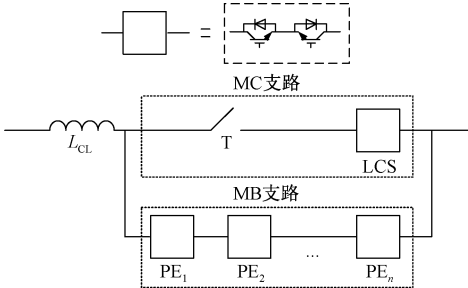 =
MC支路
L_CL
T
LCS
MB支路
...
PE_1
PE_2
PE_n